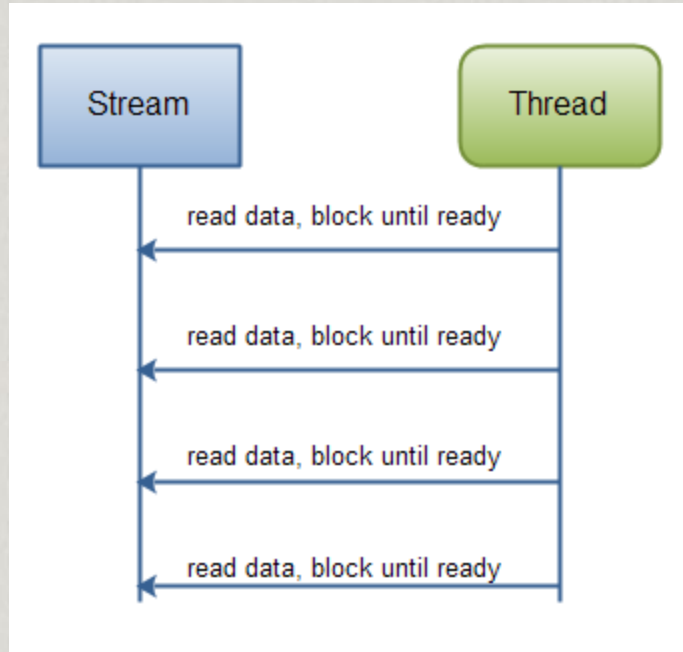 Stream
Thread
read data, block until ready
read data, block until ready
read data, block until ready
read data, block until ready